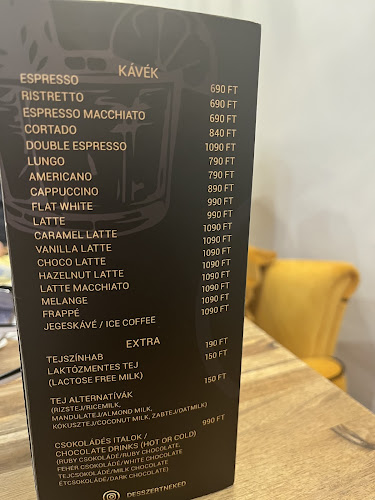 KÁVÉK
ESPRESSO 690 FT
RISTRETTO 690 FT
ESPRESSO MACCHIATO 690 FT
CORTADO 840 FT
DOUBLE ESPRESSO 1090 FT
LUNGO 790 FT
AMERICANO 790 FT
CAPPUCCINO 890 FT
FLAT WHITE 990 FT
LATTE 990 FT
CARAMEL LATTE 1090 FT
VANILLA LATTE 1090 FT
CHOCO LATTE 1090 FT
HAZELNUT LATTE 1090 FT
LATTE MACCHIATO 1090 FT
MELANGE 1090 FT
FRAPPÉ 1090 FT
JEGESKÁVÉ / ICE COFFEE 1090 FT
EXTRA
TEJSZÍNHAB 190 FT
LAKTÓZMENTES TEJ 150 FT
(LACTOSE FREE MILK)
TEJ ALTERNATÍVÁK 150 FT
(RIZSTEJ/RICEMILK,
MANDULATEJ/ALMOND MILK,
KÓKUSZTEJ/COCONUT MILK, ZABTEJ/OATMILK)
CSOKOLÁDÉS ITALOK / 990 FT
CHOCOLATE DRINKS (HOT OR COLD)
(RUBY CSOKOLÁDÉ/RUBY CHOCOLATE,
FEHÉR CSOKOLÁDÉ/WHITE CHOCOLATE
TEJCSOKOLÁDÉ/MILK CHOCOLATE
ÉTCSOKOLÁDÉ/DARK CHOCOLATE)
DESSZERTNEKED